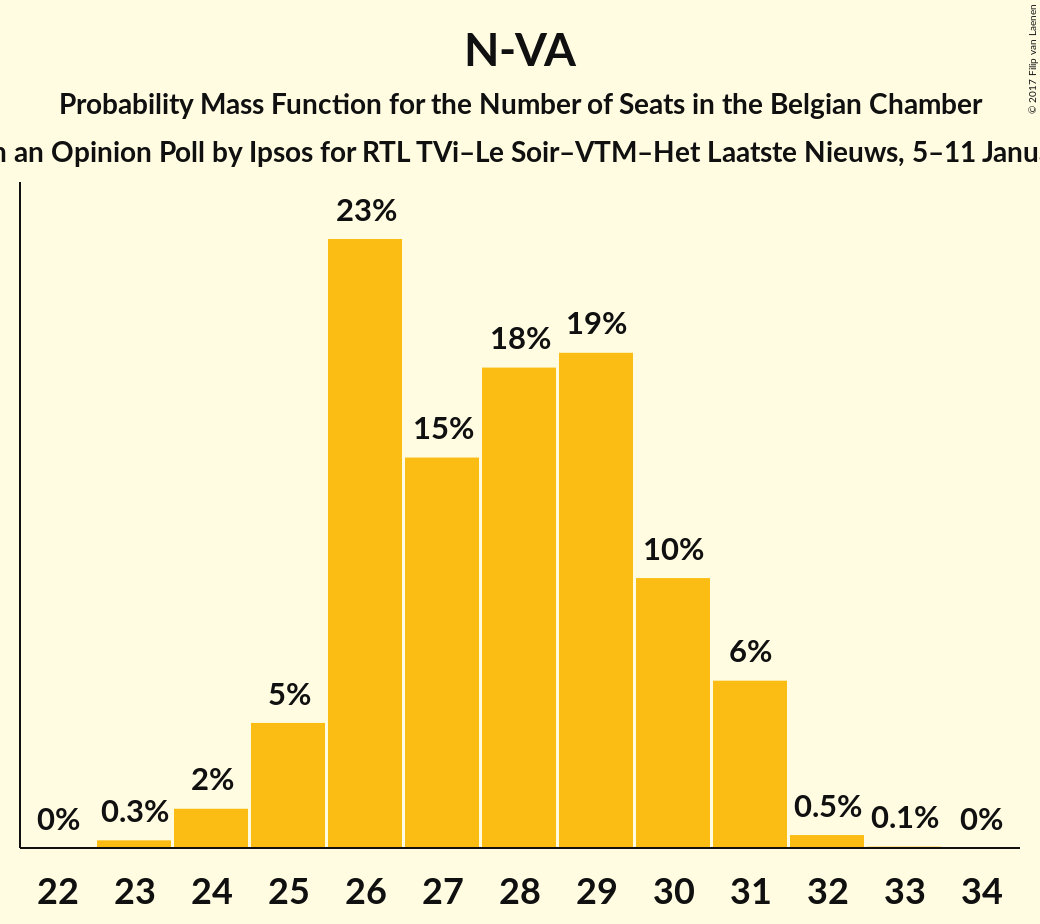 N-VA
Probability Mass Function for the Number of Seats in the Belgian Chamber
an Opinion Poll by Ipsos for RTL TVi–Le Soir–VTM–Het Laatste Nieuws, 5–11
© 2017 Filip van Laenen
23%
19%
18%
15%
10%
6%
5%
2%
0% 0.3% 0.5% 0.1% 0%
22 23 24 25 26 27 28 29 30 31 32 33 34